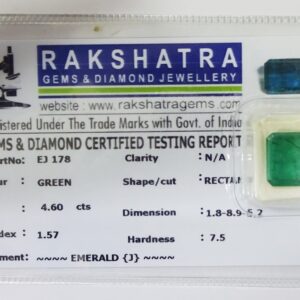 RAKSHATRA
GEMS & DIAMOND JEWELLERY
website : www.rakshatragems.com
istered Under The Trade Marks with Govt. of India
MS & DIAMOND CERTIFIED TESTING REPORT
rtNo: EJ 178 Clarity : N/A
ur GREEN Shape/cut : RECTAN
4.60 cts Dimension : 1.8-8.9-5.2
ndex : 1.57 Hardness : 7.5
ment: ~~~~ EMERALD {J} ~~~~